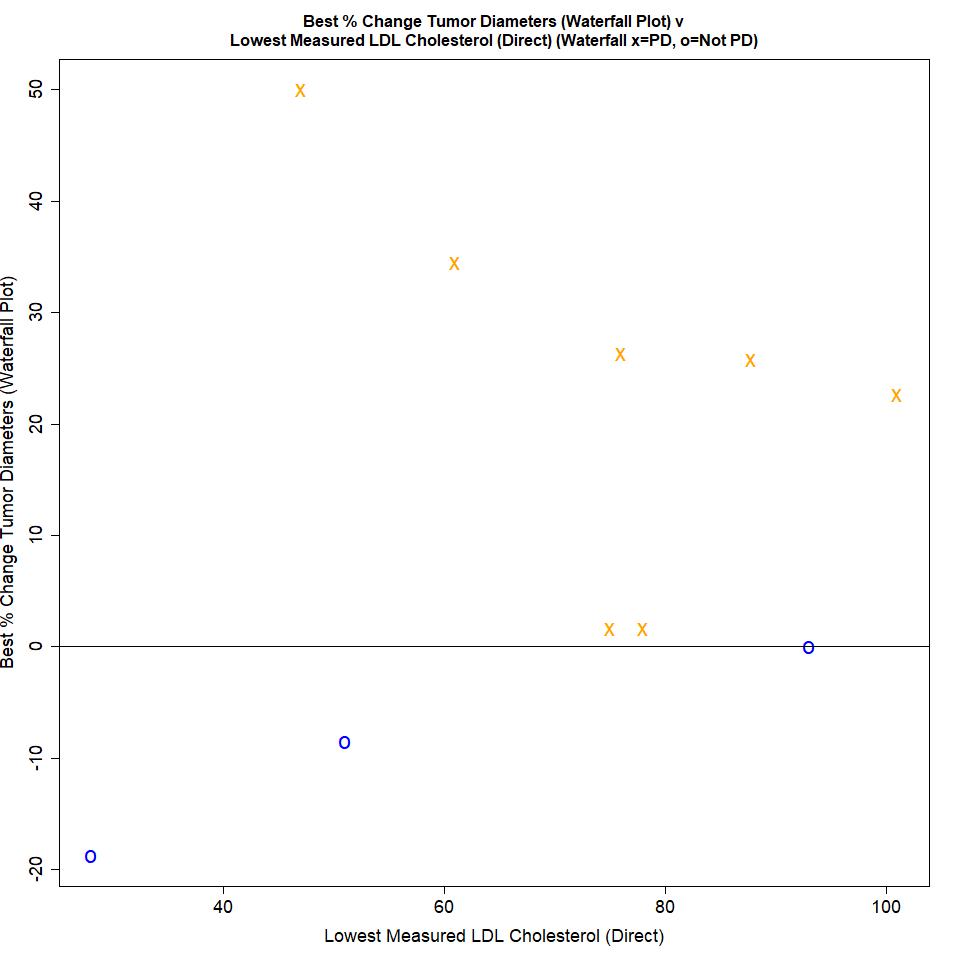 Best % Change Tumor Diameters (Waterfall Plot) v
Lowest Measured LDL Cholesterol (Direct) (Waterfall x=PD, o=Not PD)
Best % Change Tumor Diameters (Waterfall Plot)
50
40
30
20
10
0
-10
-20
X
X
X
X
X
X
X
O
O
O
40
60
80
100
Lowest Measured LDL Cholesterol (Direct)